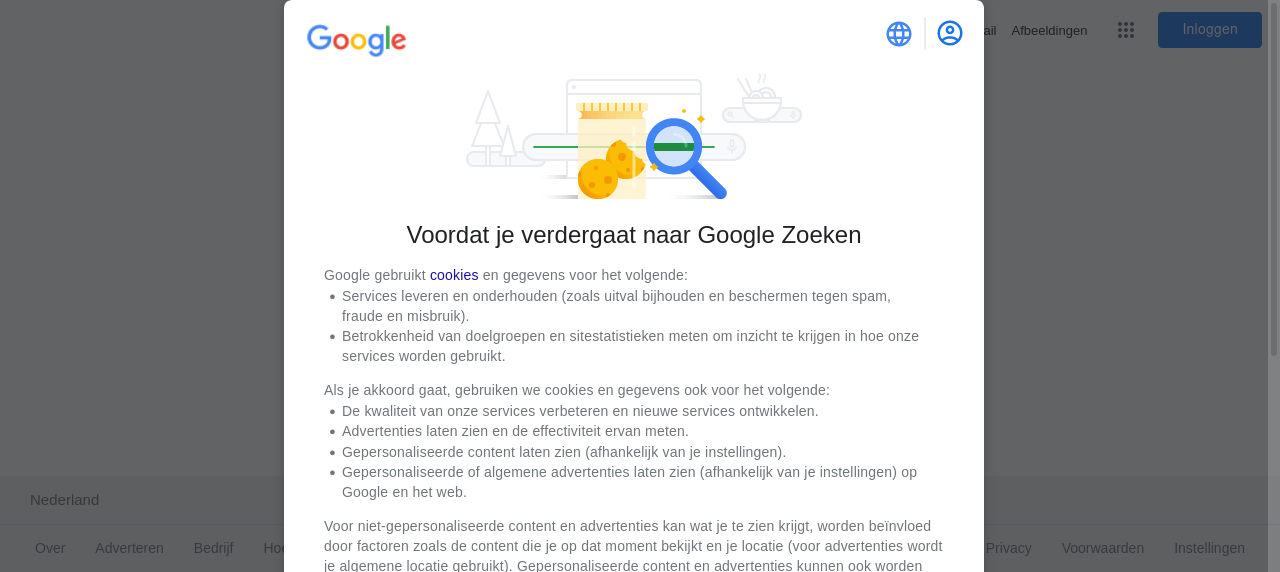 Google
ail Afbeeldingen Inloggen
Voordat je verdergaat naar Google Zoeken
Google gebruikt cookies en gegevens voor het volgende:
Services leveren en onderhouden (zoals uitval bijhouden en beschermen tegen spam,
fraude en misbruik).
Betrokkenheid van doelgroepen en sitestatistieken meten om inzicht te krijgen in hoe onze
services worden gebruikt.
Als je akkoord gaat, gebruiken we cookies en gegevens ook voor het volgende:
De kwaliteit van onze services verbeteren en nieuwe services ontwikkelen.
Advertenties laten zien en de effectiviteit ervan meten.
Gepersonaliseerde content laten zien (afhankelijk van je instellingen).
Gepersonaliseerde of algemene advertenties laten zien (afhankelijk van je instellingen) op
Google en het web.
Voor niet-gepersonaliseerde content en advertenties kan wat je te zien krijgt, worden beïnvloed
door factoren zoals de content die je op dat moment bekijkt en je locatie (voor advertenties wordt
je algemene locatie gebruikt). Gepersonaliseerde content en advertenties kunnen ook worden
Nederland
Over Adverteren Bedrijf Hoe Privacy Voorwaarden Instellingen